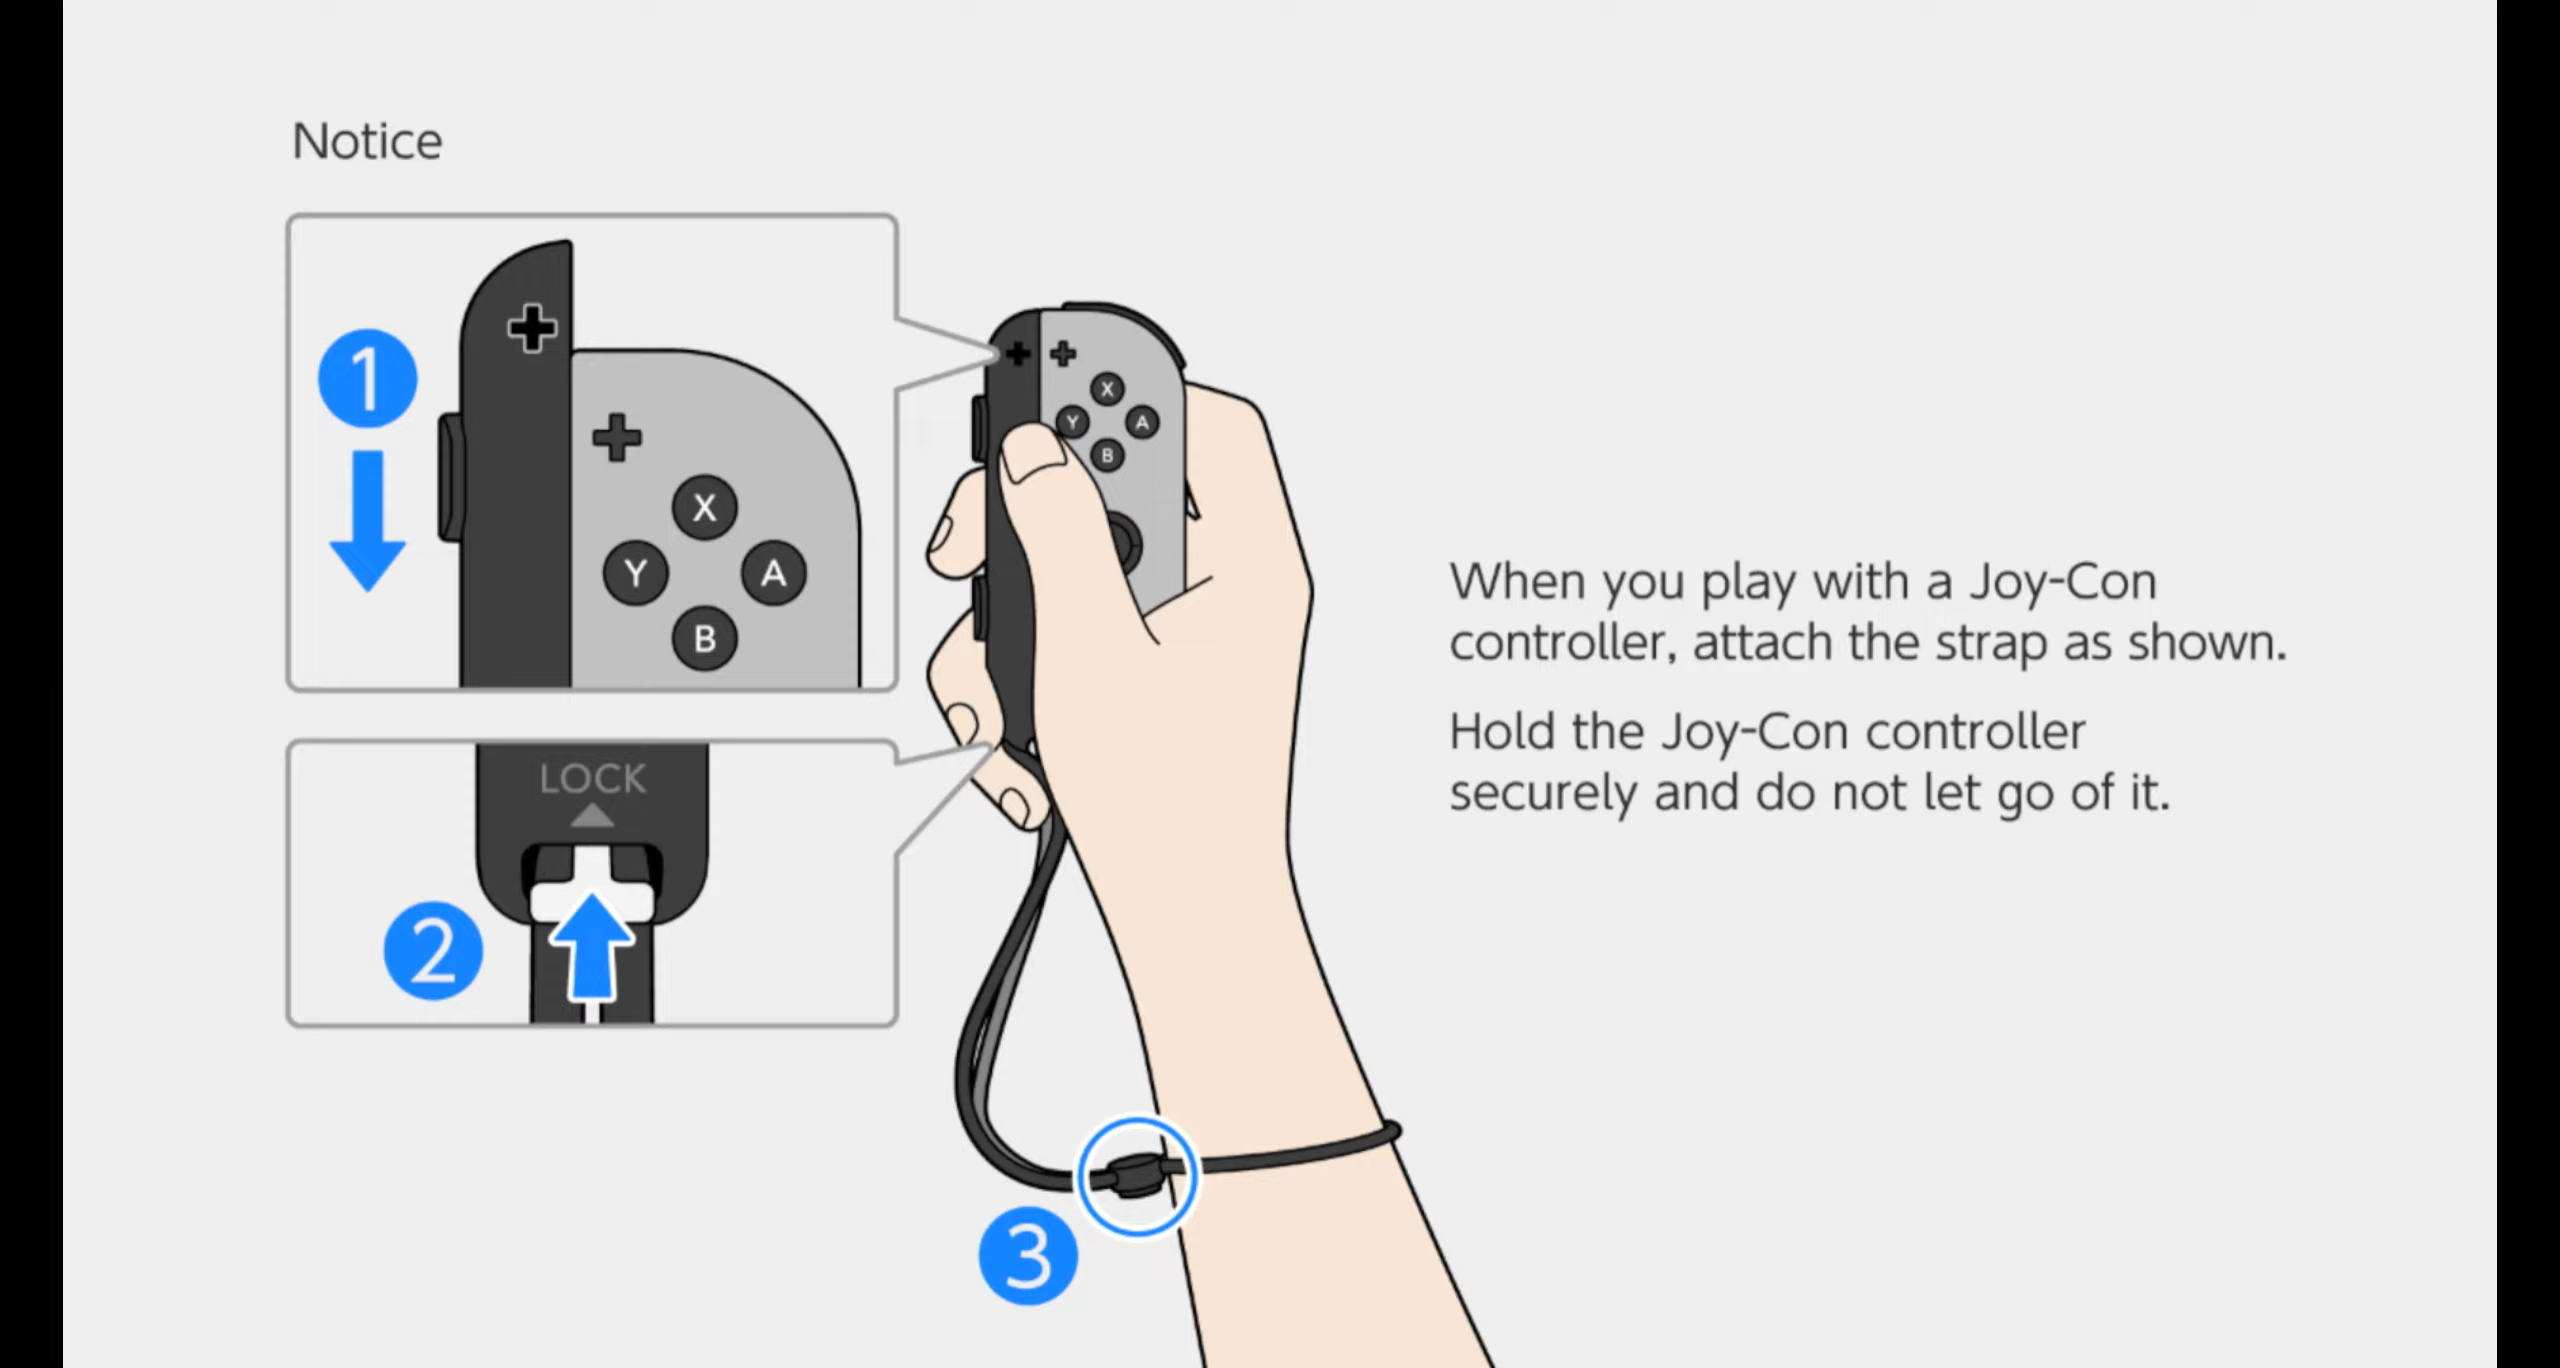 Notice
1
+
+
X
Y A
B
+ +
X
Y A
B
LOCK
2
3
When you play with a Joy-Con
controller, attach the strap as shown.
Hold the Joy-Con controller
securely and do not let go of it.